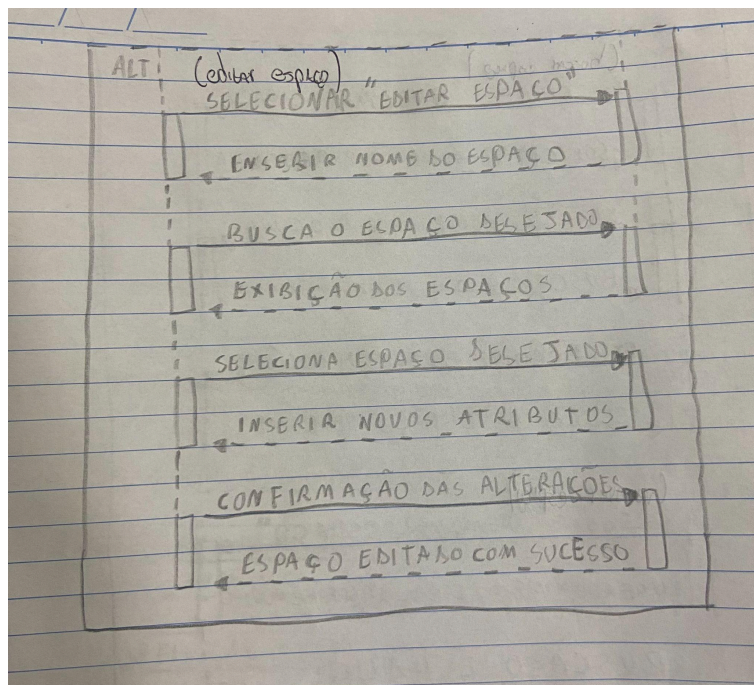 ALT (editar espaço)
SELECIONAR "EDITAR ESPAÇO"
ENSERIR NOME DO ESPAÇO
BUSCA O ESPAÇO DESEJADO
EXIBIÇÃO DOS ESPAÇOS
SELECIONA ESPAÇO DESEJADO
INSERIR NOVOS ATRIBUTOS
CONFIRMAÇÃO DAS ALTERAÇÕES
ESPAÇO EDITADO COM SUCESSO